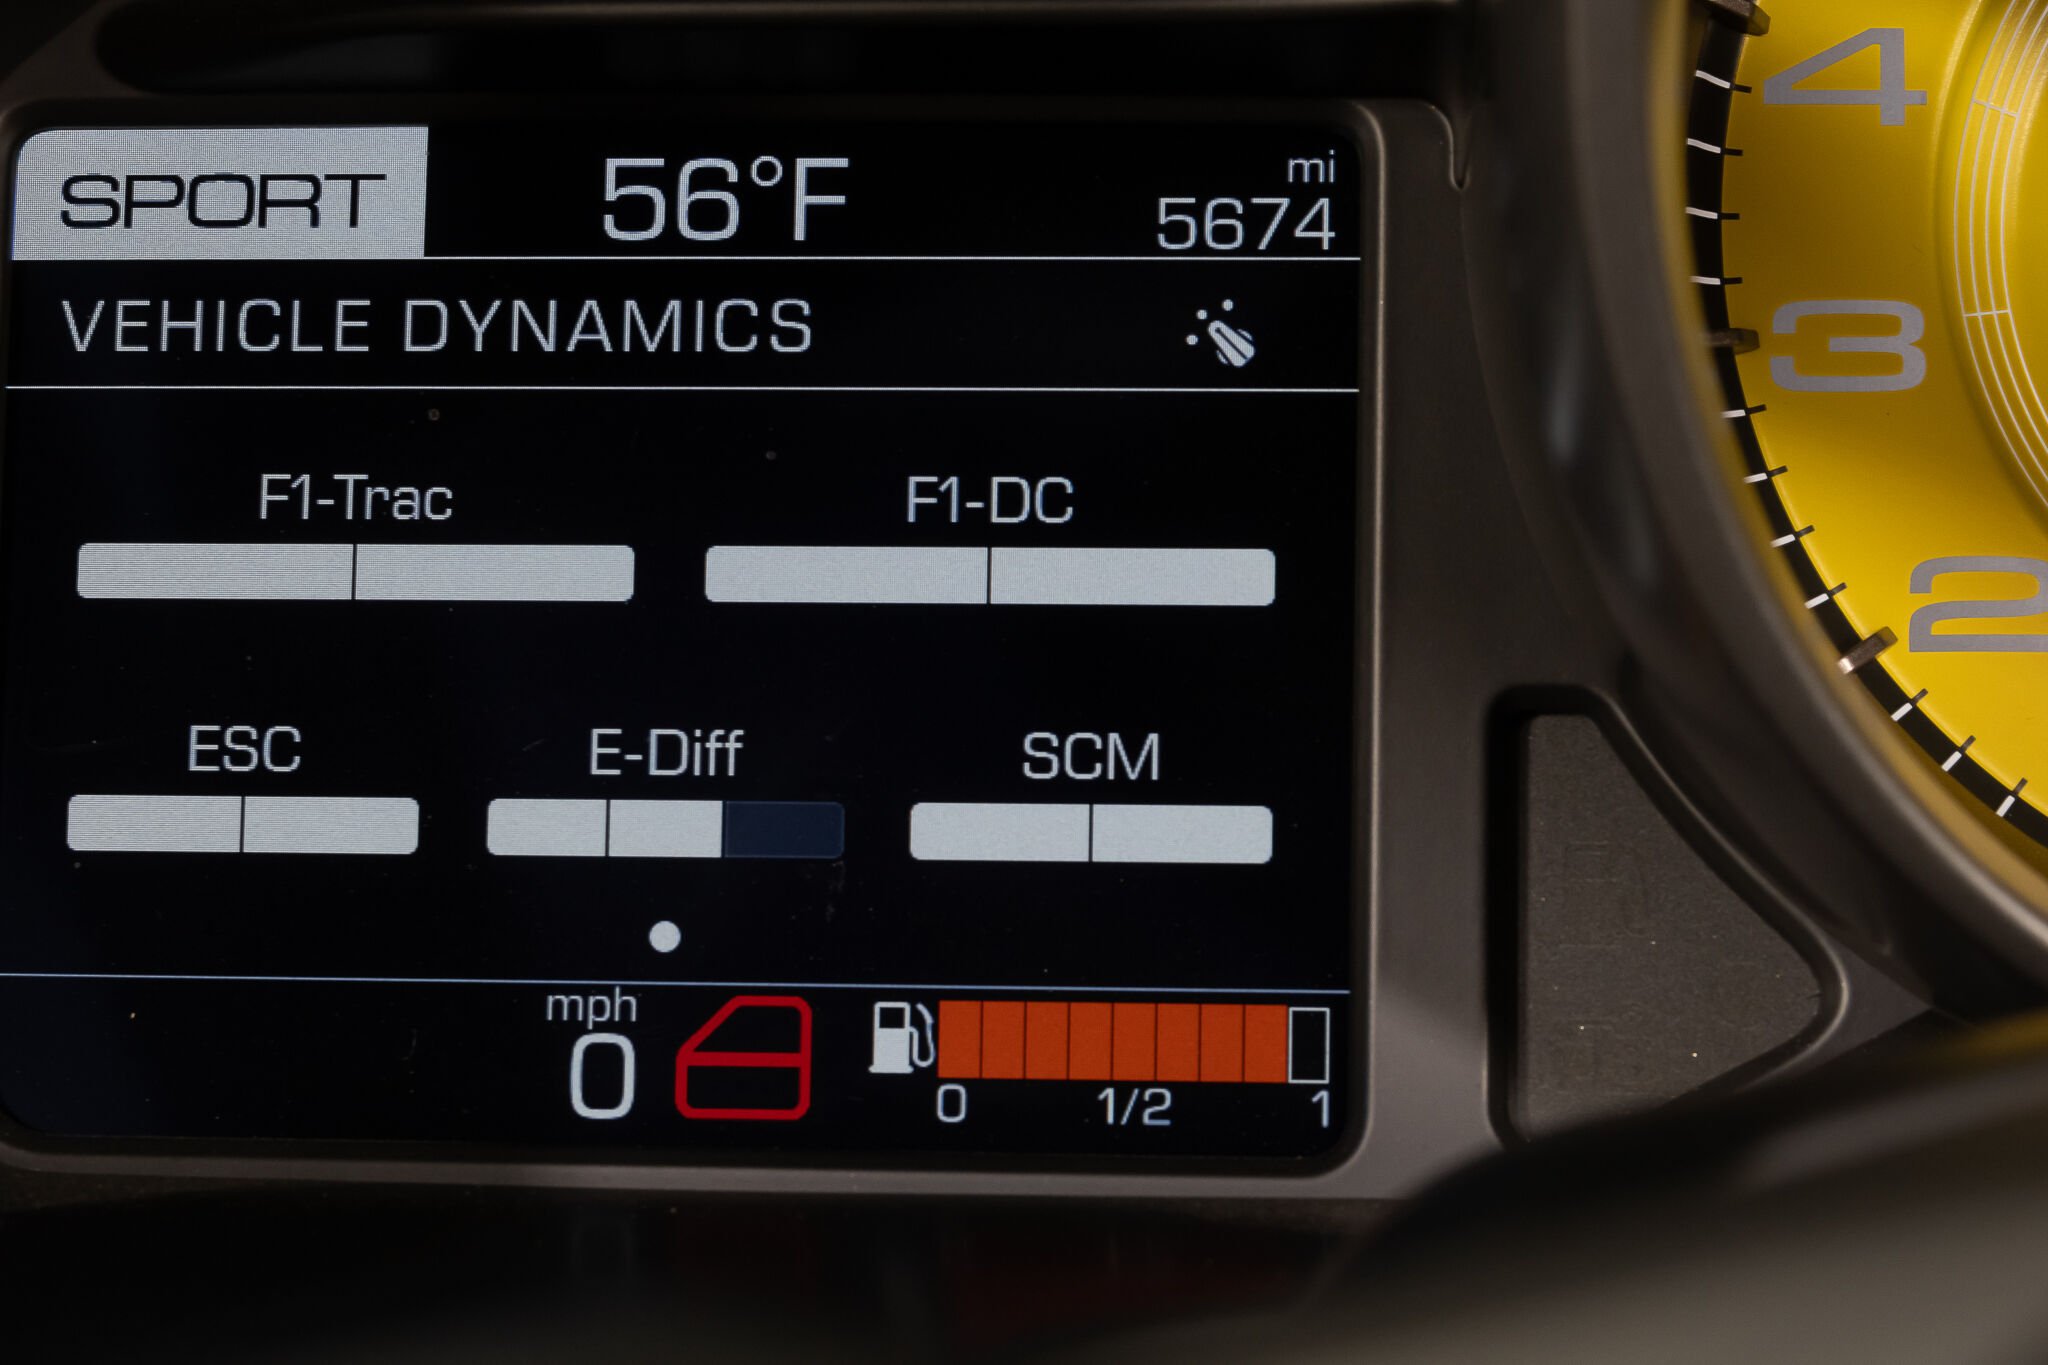 SPORT 56°F mi
5674
VEHICLE DYNAMICS
F1-Trac F1-DC
ESC E-Diff SCM
mph
0
0 1/2 1
4
3
2